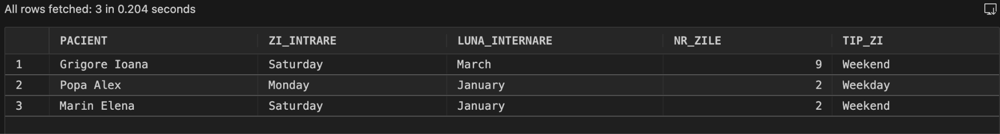 All rows fetched: 3 in 0.204 seconds
PACIENT ZI_INTRARE LUNA_INTERNARE NR_ZILE TIP_ZI
1 Grigore Ioana Saturday March 9 Weekend
2 Popa Alex Monday January 2 Weekday
3 Marin Elena Saturday January 2 Weekend